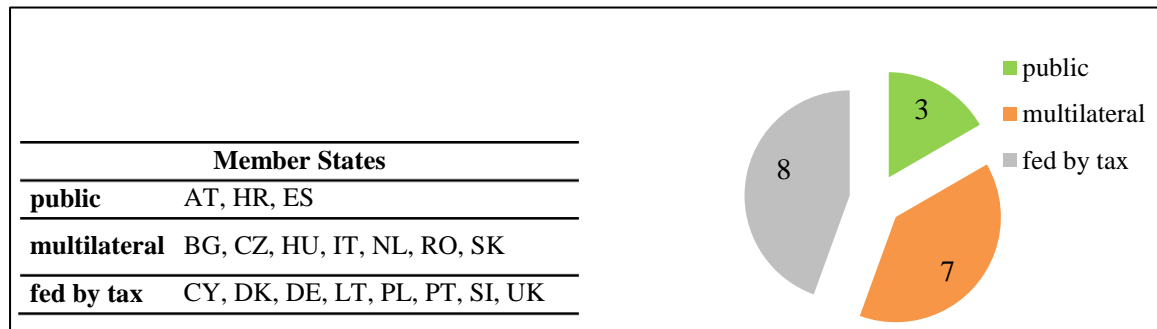 Member States
public AT, HR, ES
multilateral BG, CZ, HU, IT, NL, RO, SK
fed by tax CY, DK, DE, LT, PL, PT, SI, UK
3
7
8
public
multilateral
fed by tax